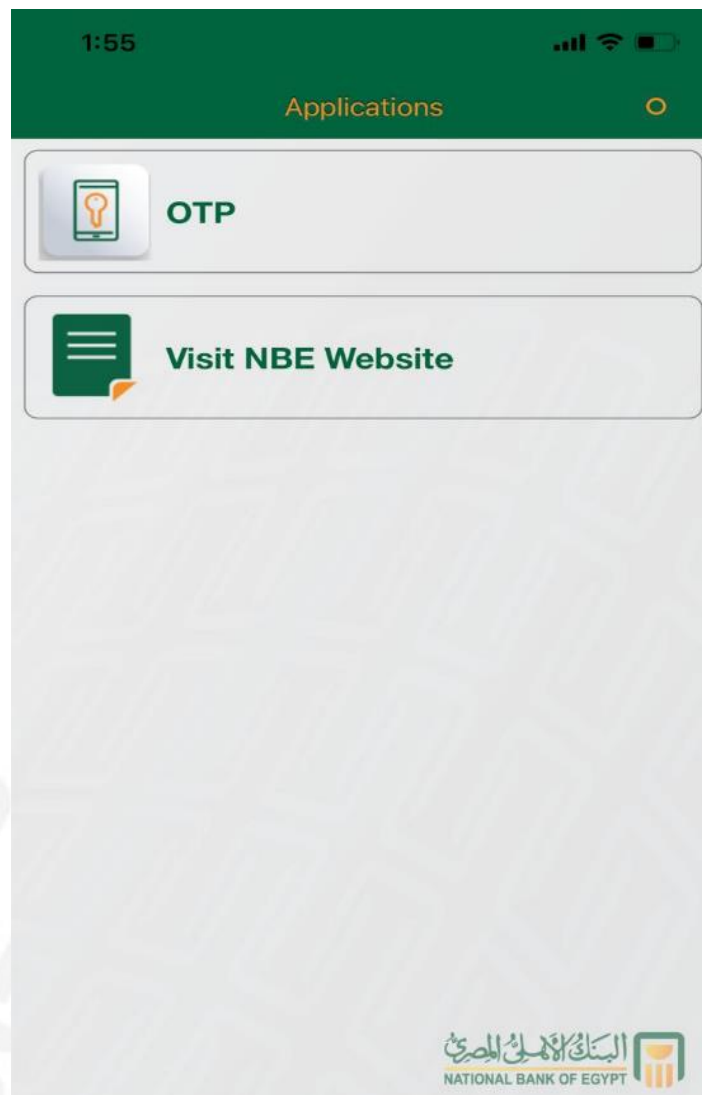 1:55
Applications
OTP
Visit NBE Website
البنك الأهلي المصري
NATIONAL BANK OF EGYPT